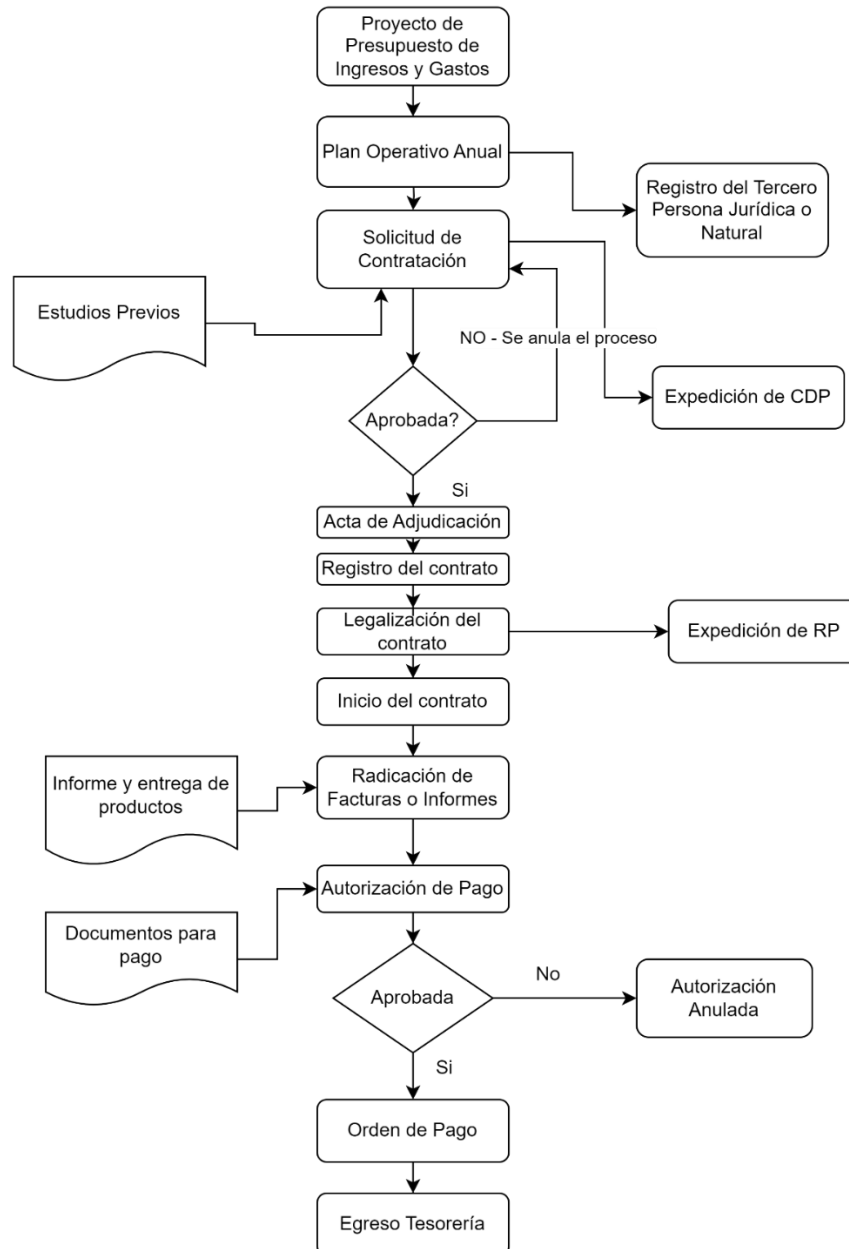 Proyecto de
Presupuesto de
Ingresos y Gastos
Plan Operativo Anual
Registro del Tercero
Persona Jurídica o
Natural
Solicitud de
Contratación
Estudios Previos
NO - Se anula el proceso
Expedición de CDP
Aprobada?
Si
Acta de Adjudicación
Registro del contrato
Legalización del
contrato
Expedición de RP
Inicio del contrato
Informe y entrega de
productos
Radicación de
Facturas o Informes
Autorización de Pago
Documentos para
pago
Aprobada
No
Autorización
Anulada
Si
Orden de Pago
Egreso Tesorería